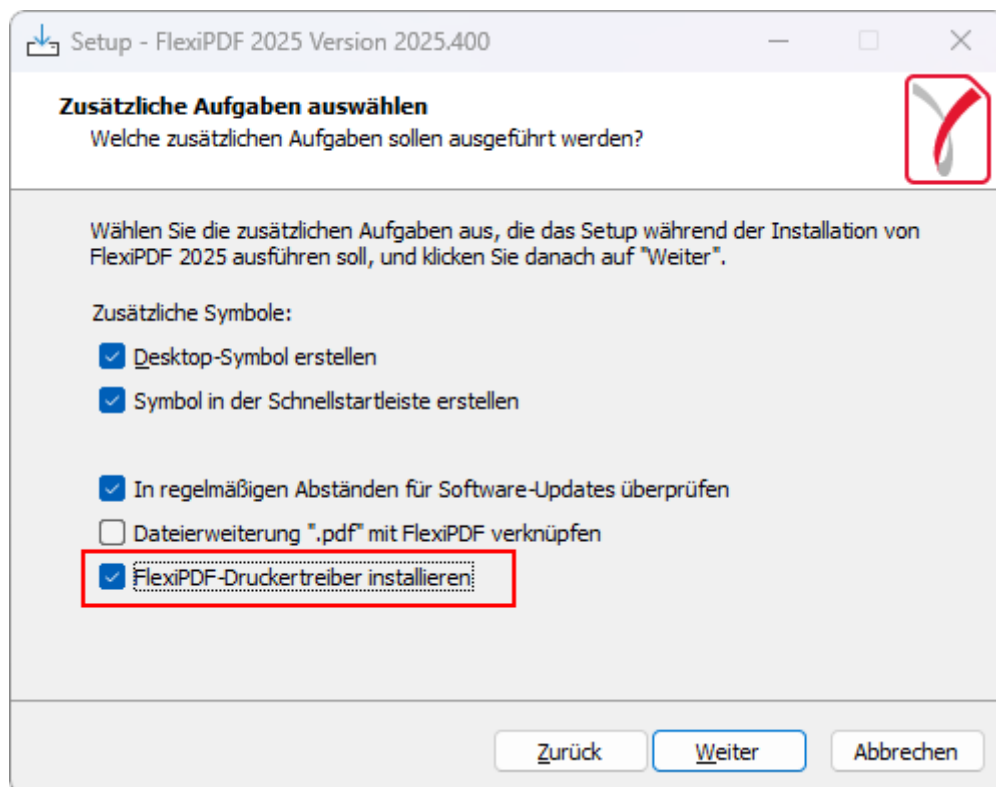 Setup - FlexiPDF 2025 Version 2025.400
Zusätzliche Aufgaben auswählen
Welche zusätzlichen Aufgaben sollen ausgeführt werden?
Wählen Sie die zusätzlichen Aufgaben aus, die das Setup während der Installation von
FlexiPDF 2025 ausführen soll, und klicken Sie danach auf "Weiter".
Zusätzliche Symbole:
Desktop-Symbol erstellen
Symbol in der Schnellstartleiste erstellen
In regelmäßigen Abständen für Software-Updates überprüfen
Dateierweiterung ".pdf" mit FlexiPDF verknüpfen
FlexiPDF-Druckertreiber installieren
Zurück Weiter Abbrechen